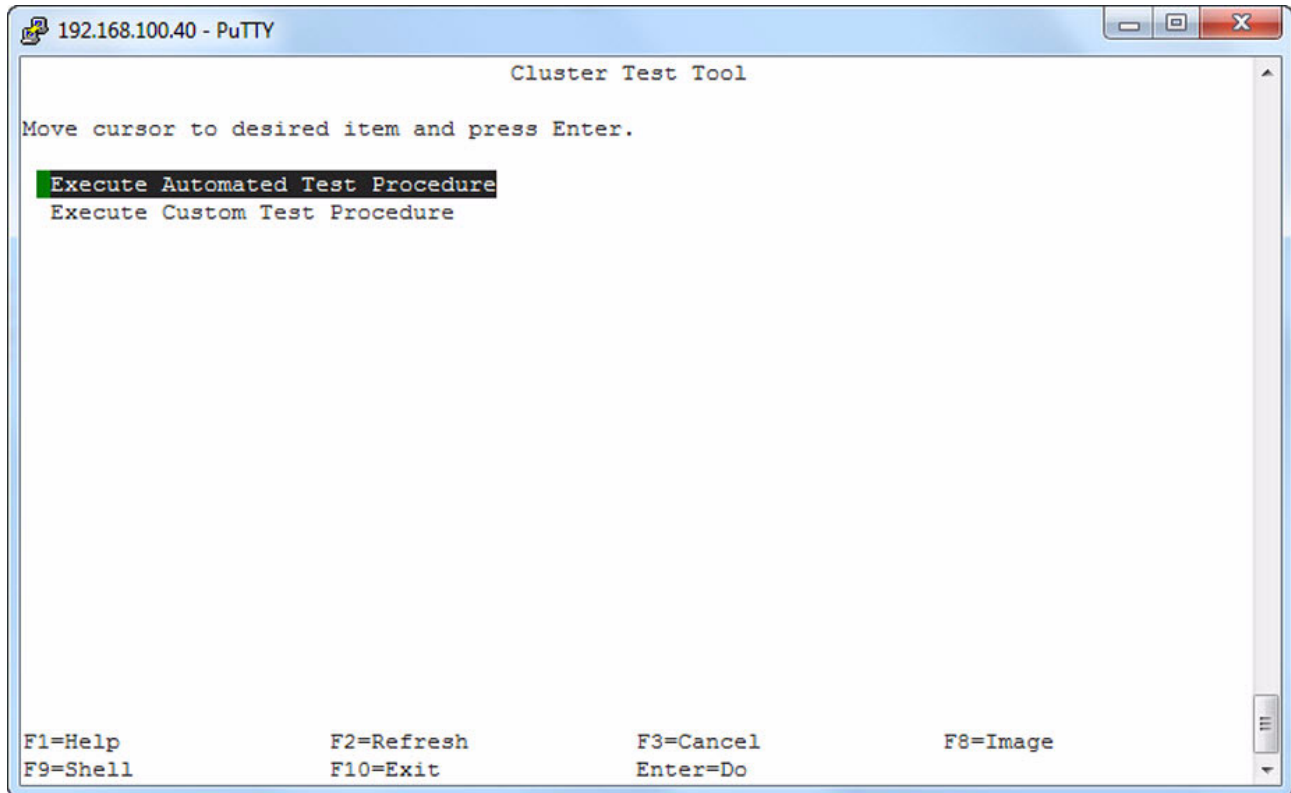 192.168.100.40 - PuTTY
Cluster Test Tool
Move cursor to desired item and press Enter.
Execute Automated Test Procedure
Execute Custom Test Procedure
F1=Help F2=Refresh F3=Cancel F8=Image
F9=Shell F10=Exit Enter=Do